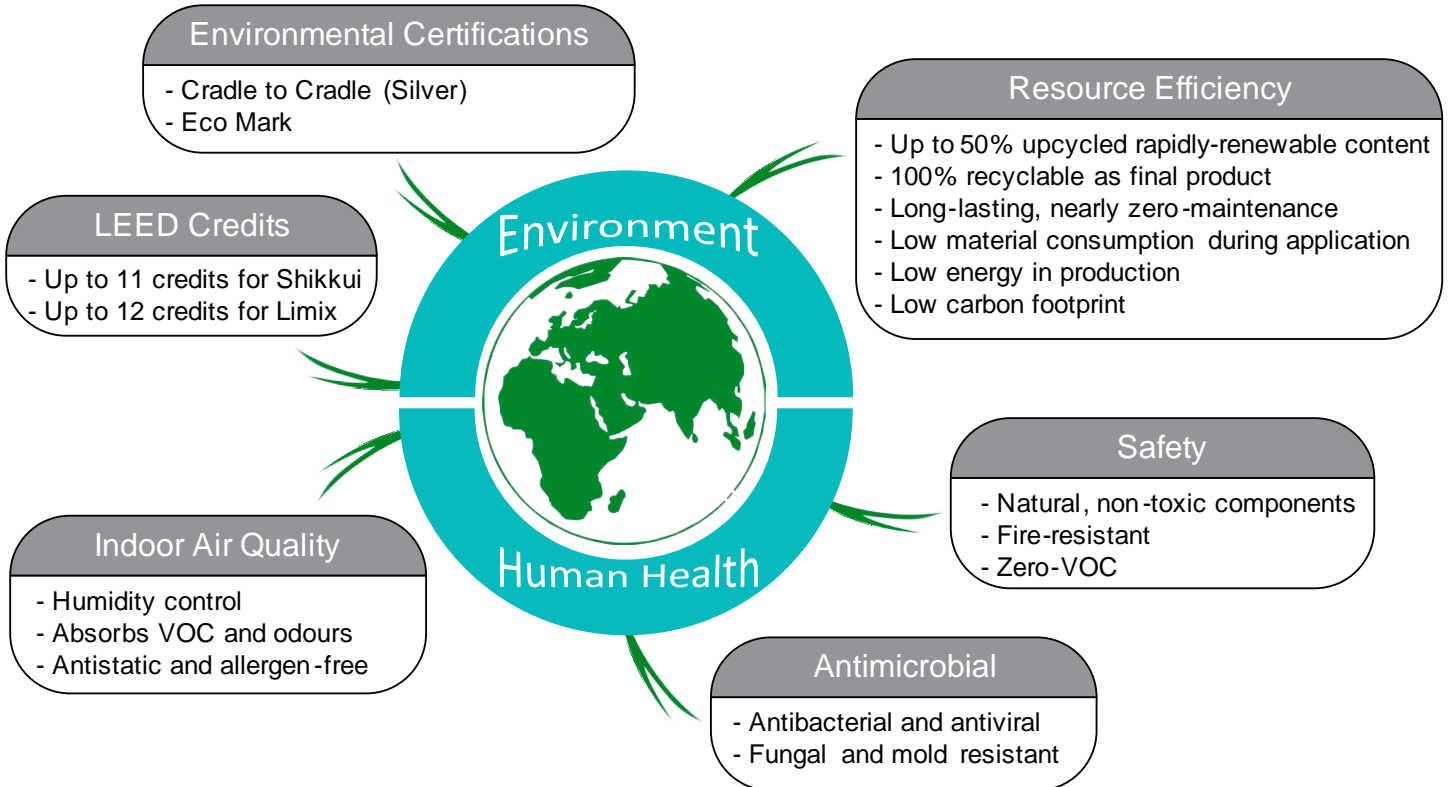 Environmental Certifications
- Cradle to Cradle (Silver)
- Eco Mark
Resource Efficiency
- Up to 50% upcycled rapidly-renewable content
- 100% recyclable as final product
- Long-lasting, nearly zero-maintenance
- Low material consumption during application
- Low energy in production
- Low carbon footprint
LEED Credits
- Up to 11 credits for Shikkui
- Up to 12 credits for Limix
Environment
Human Health
Safety
- Natural, non-toxic components
- Fire-resistant
- Zero-VOC
Indoor Air Quality
- Humidity control
- Absorbs VOC and odours
- Antistatic and allergen-free
Antimicrobial
- Antibacterial and antiviral
- Fungal and mold resistant